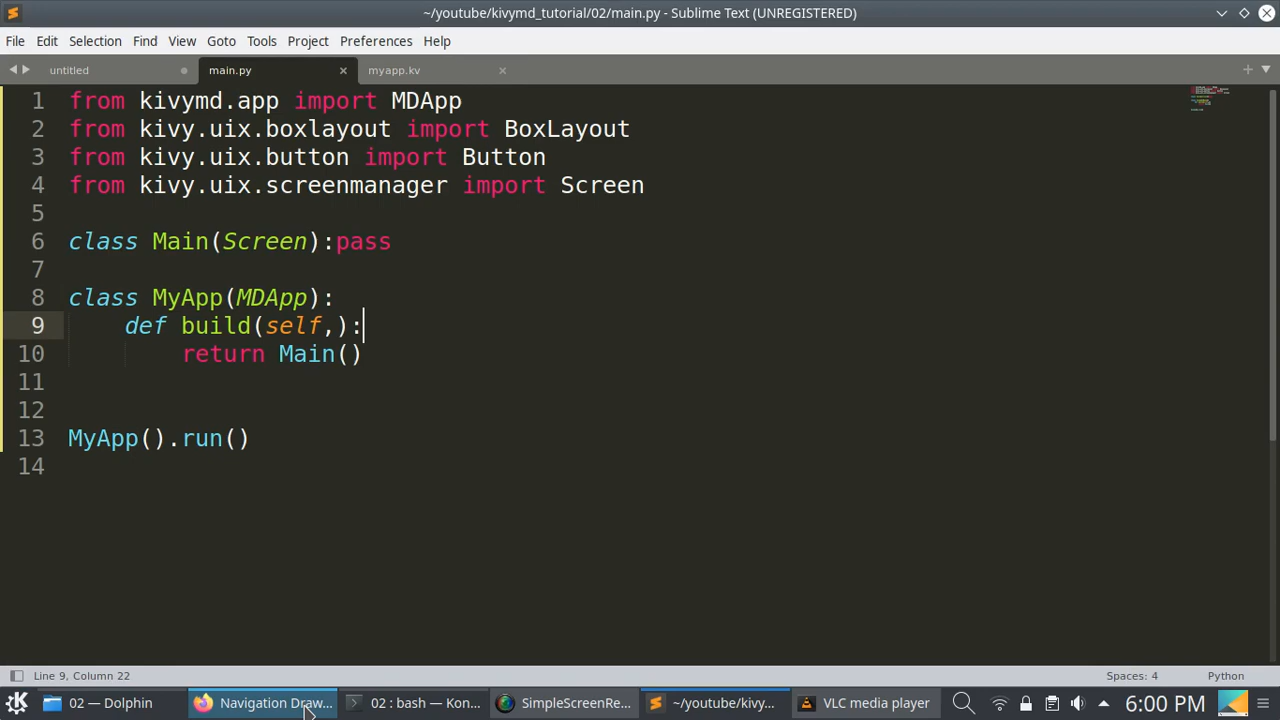 ~/youtube/kivymd_tutorial/02/main.py - Sublime Text (UNREGISTERED)
File Edit Selection Find View Goto Tools Project Preferences Help
untitled main.py myapp.kv
1 from kivymd.app import MDApp
2 from kivy.uix.boxlayout import BoxLayout
3 from kivy.uix.button import Button
4 from kivy.uix.screenmanager import Screen
5
6 class Main(Screen):pass
7
8 class MyApp(MDApp):
9     def build(self,):
10         return Main()
11
12
13 MyApp().run()
14
Line 9, Column 22 Spaces: 4 Python
02 — Dolphin Navigation Draw... 02 : bash — Kon... SimpleScreenRe... ~/youtube/kivy... VLC media player 6:00 PM